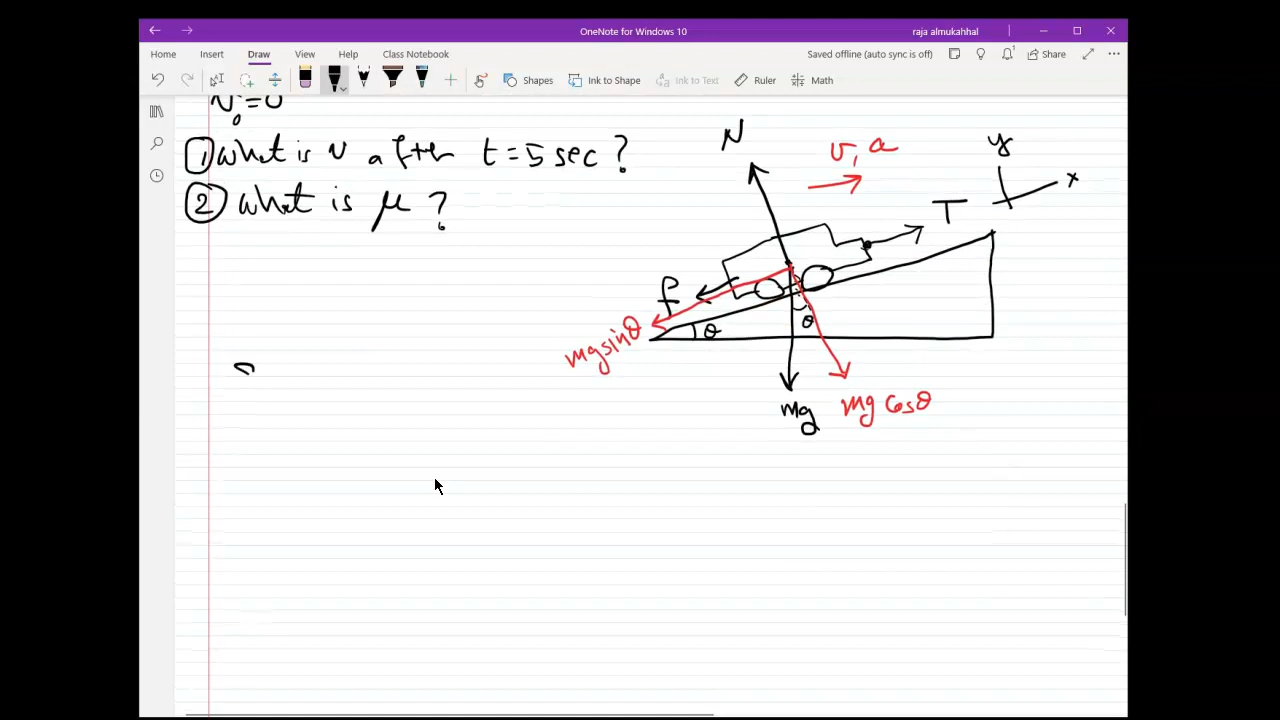 OneNote for Windows 10
raja almukahhal
Home Insert Draw View Help Class Notebook
Saved offline (auto sync is off)
Share
Shapes
Ink to Shape
Ink to Text
Ruler
Math
① What is v after t = 5 sec ?
② What is μ ?
N
v, a
y
x
T
f
mg sinθ
θ
θ
mg
mg cosθ